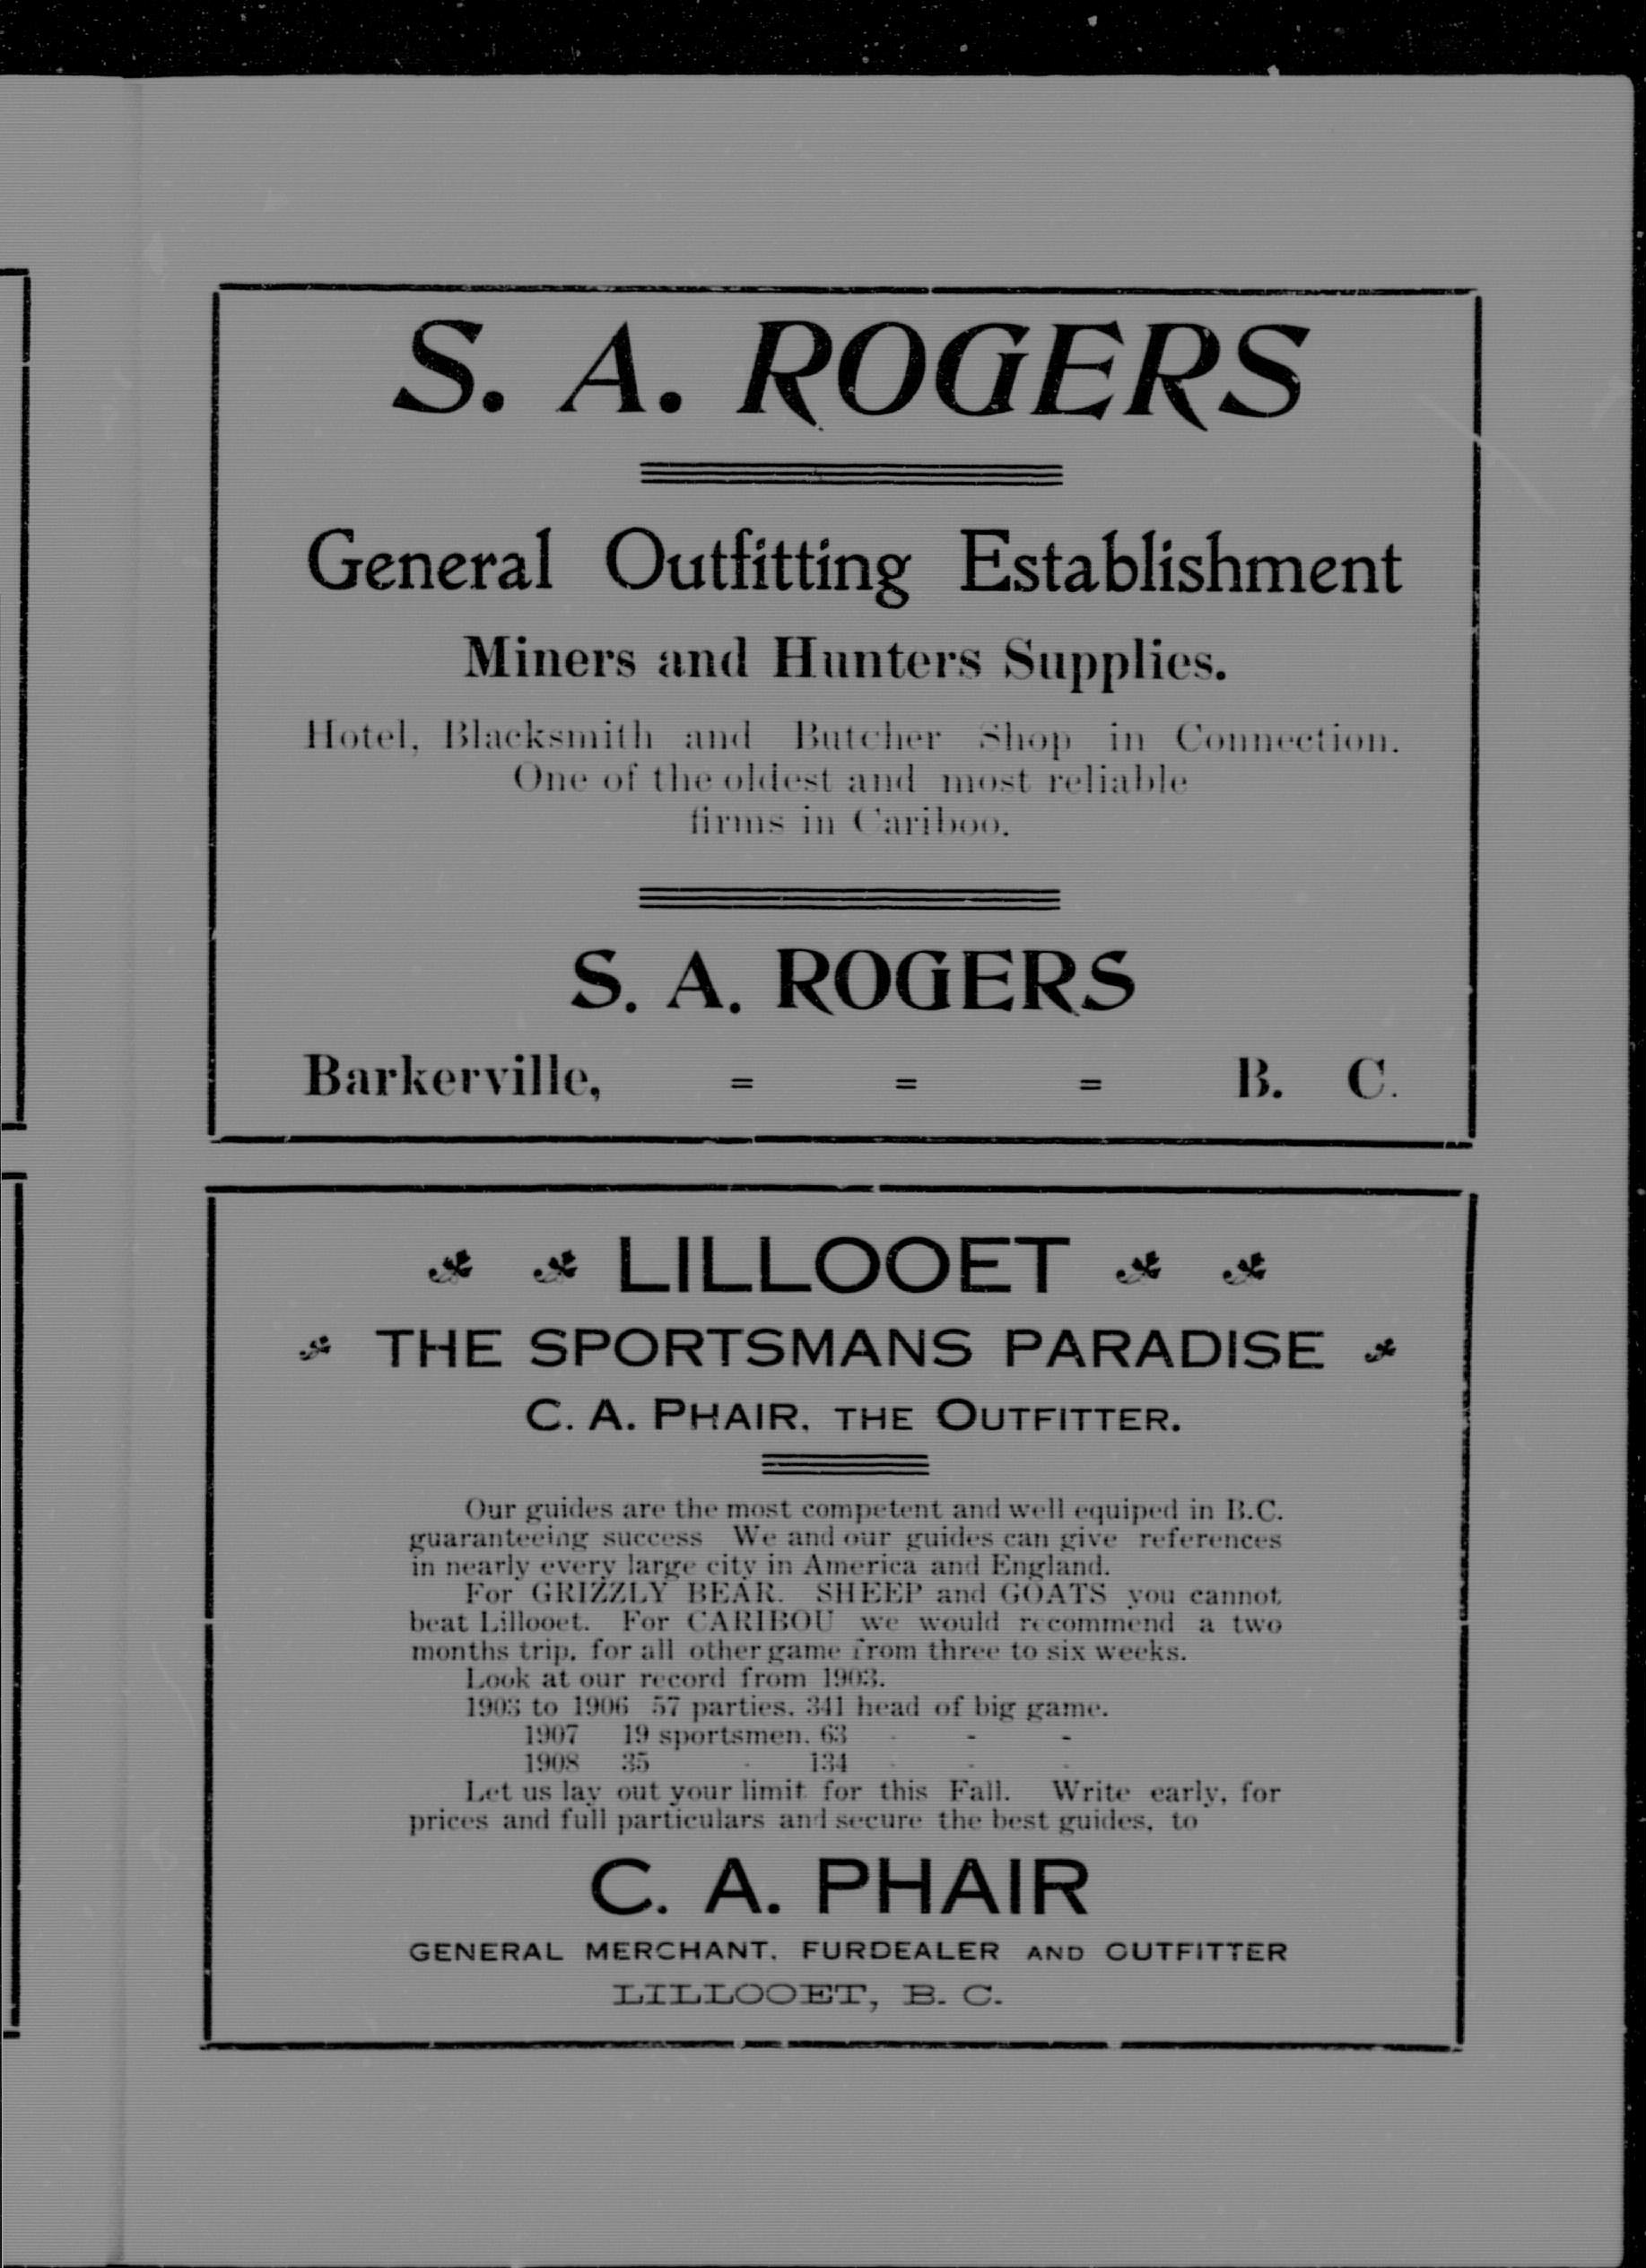 S. A. ROGERS
General Outfitting Establishment
Miners and Hunters Supplies.
Hotel, Blacksmith and Butcher Shop in Connection.
One of the oldest and most reliable
firms in Cariboo.
S. A. ROGERS
Barkerville, = = = B. C.
LILLOOET
THE SPORTSMANS PARADISE
C. A. PHAIR, THE OUTFITTER.
Our guides are the most competent and well equiped in B.C.
guaranteeing success We and our guides can give references
in nearly every large city in America and England.
For GRIZZLY BEAR. SHEEP and GOATS you cannot
beat Lillooet. For CARIBOU we would recommend a two
months trip, for all other game from three to six weeks.
Look at our record from 1903.
1903 to 1906 57 parties. 341 head of big game.
1907 19 sportsmen. 63 - - -
1908 35 - 134 - - -
Let us lay out your limit for this Fall. Write early, for
prices and full particulars and secure the best guides, to
C. A. PHAIR
GENERAL MERCHANT. FURDEALER AND OUTFITTER
LILLOOET, B. C.